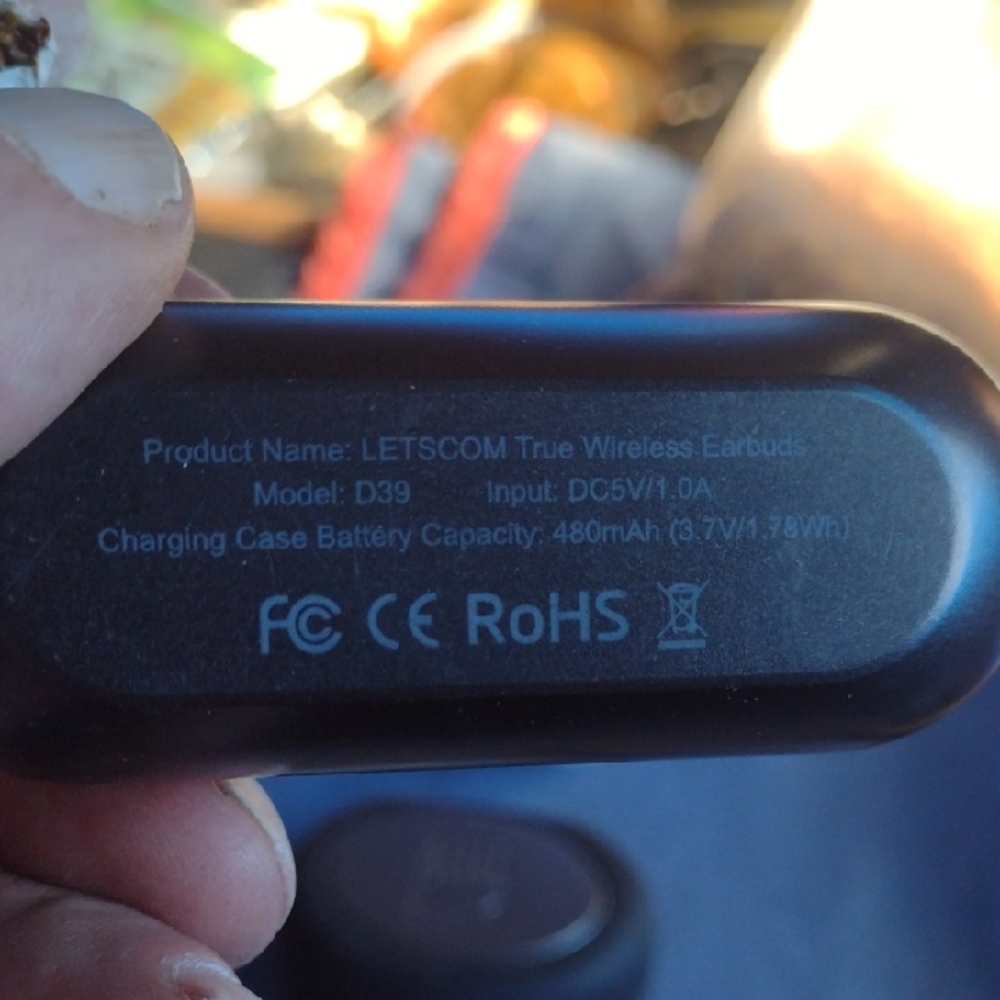 Product Name: LETSCOM True Wireless Earbuds
Model: D39 Input: DC5V/1.0A
Charging Case Battery Capacity: 480mAh (3.7V/1.78Wh)
FC CE RoHS